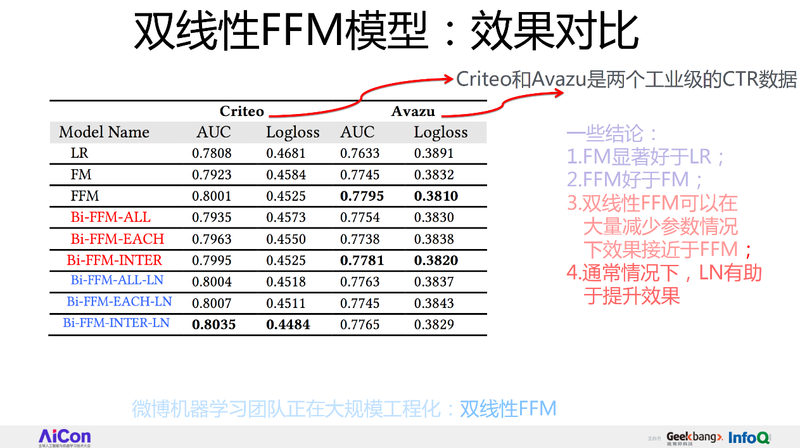 双线性FFM模型：效果对比
Criteo和Avazu是两个工业级的CTR数据
Criteo Avazu
Model Name AUC Logloss AUC Logloss
LR 0.7808 0.4681 0.7633 0.3891
FM 0.7923 0.4584 0.7745 0.3832
FFM 0.8001 0.4525 0.7795 0.3810
Bi-FFM-ALL 0.7935 0.4573 0.7754 0.3830
Bi-FFM-EACH 0.7963 0.4550 0.7738 0.3838
Bi-FFM-INTER 0.7995 0.4525 0.7781 0.3820
Bi-FFM-ALL-LN 0.8004 0.4518 0.7763 0.3837
Bi-FFM-EACH-LN 0.8007 0.4511 0.7745 0.3843
Bi-FFM-INTER-LN 0.8035 0.4484 0.7765 0.3829
一些结论：
1.FM显著好于LR；
2.FFM好于FM；
3.双线性FFM可以在
大量减少参数情况
下效果接近于FFM；
4.通常情况下，LN有助
于提升效果
微博机器学习团队正在大规模工程化：双线性FFM
AiCon
Geekbang>.
InfoQ